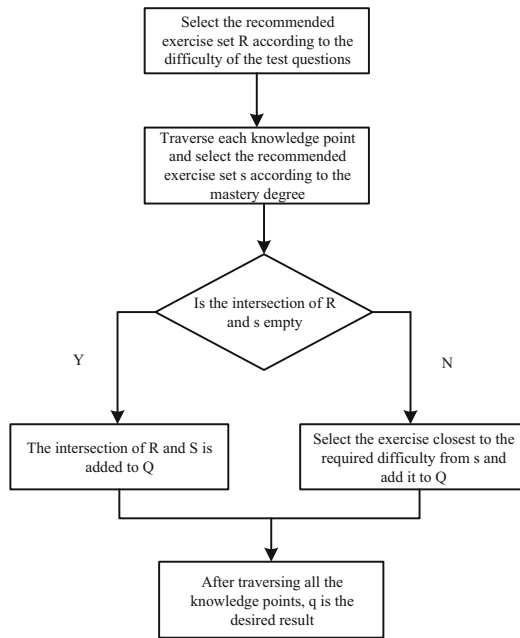 Select the recommended
exercise set R according to the
difficulty of the test questions
Traverse each knowledge point
and select the recommended
exercise set s according to the
mastery degree
Is the intersection of R
and s empty
Y
N
The intersection of R and S is
added to Q
Select the exercise closest to the
required difficulty from s and
add it to Q
After traversing all the
knowledge points, q is the
desired result